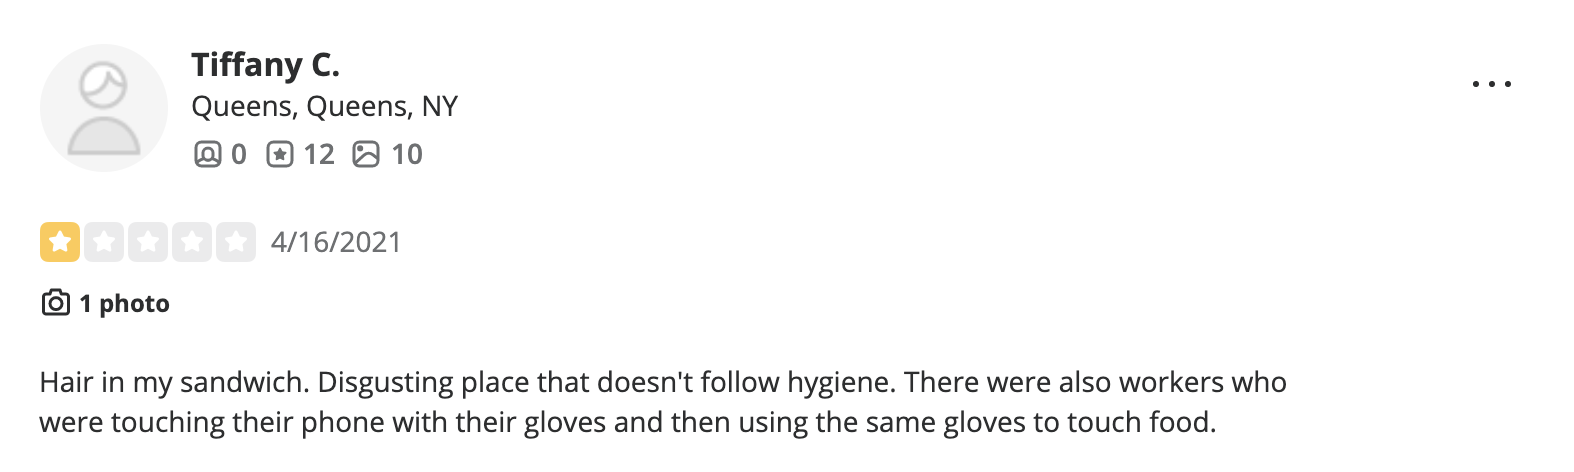 Tiffany C.
Queens, Queens, NY
0 12 10
4/16/2021
1 photo
Hair in my sandwich. Disgusting place that doesn't follow hygiene. There were also workers who
were touching their phone with their gloves and then using the same gloves to touch food.